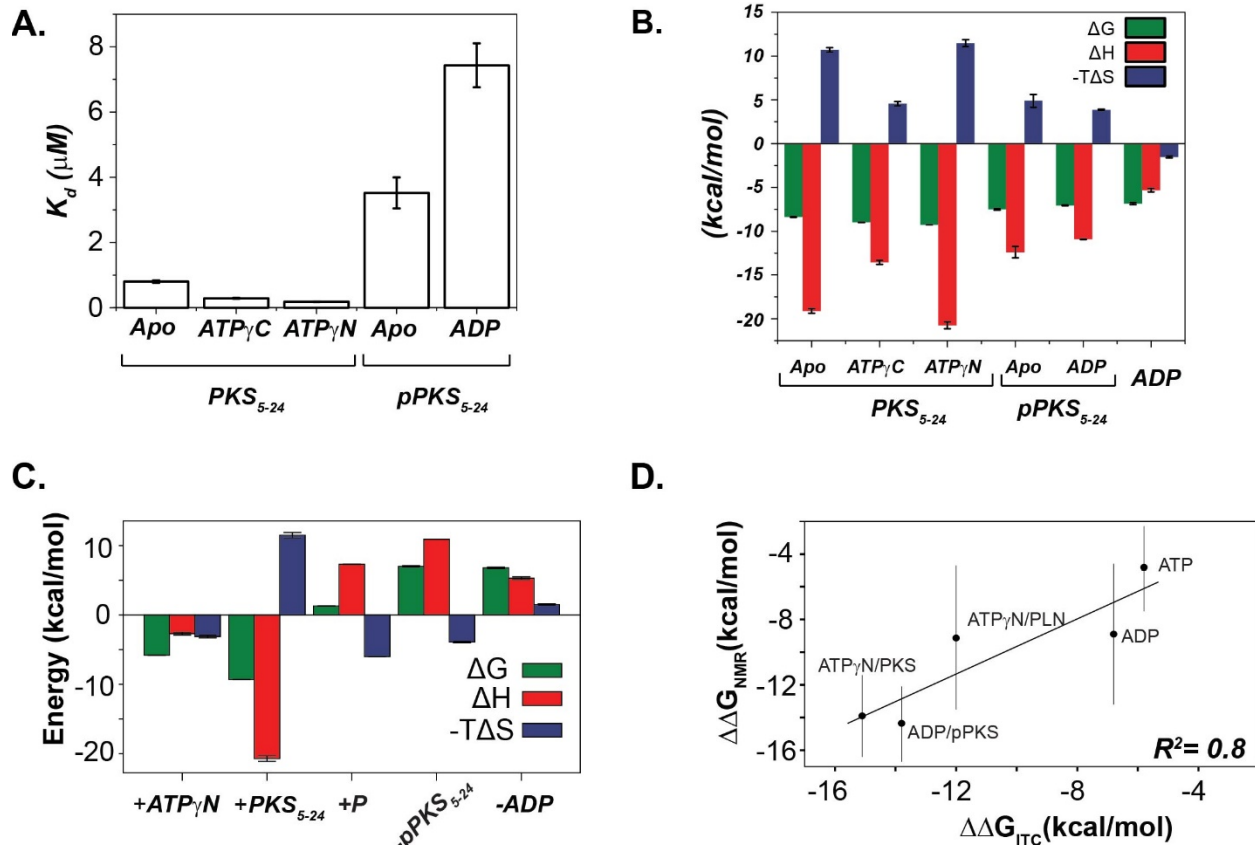 A.
K_d (μM)
8
6
4
2
0
Apo ATPγC ATPγN Apo ADP
PKS₅₋₂₄ pPKS₅₋₂₄
B.
(kcal/mol)
10
5
0
-5
-10
-15
-20
ΔG
ΔH
-TΔS
Apo ATPγC ATPγN Apo ADP ADP
PKS₅₋₂₄ pPKS₅₋₂₄
C.
Energy (kcal/mol)
10
0
-10
-20
ΔG
ΔH
-TΔS
+ATPγN +PKS₅₋₂₄ +P -pPKS₅₋₂₄ -ADP
D.
ΔΔG_NMR(kcal/mol)
-4
-8
-12
-16
ATP
ATPγN/PLN
ADP
ATPγN/PKS
ADP/pPKS
R²= 0.8
-16 -12 -8 -4
ΔΔG_ITC(kcal/mol)